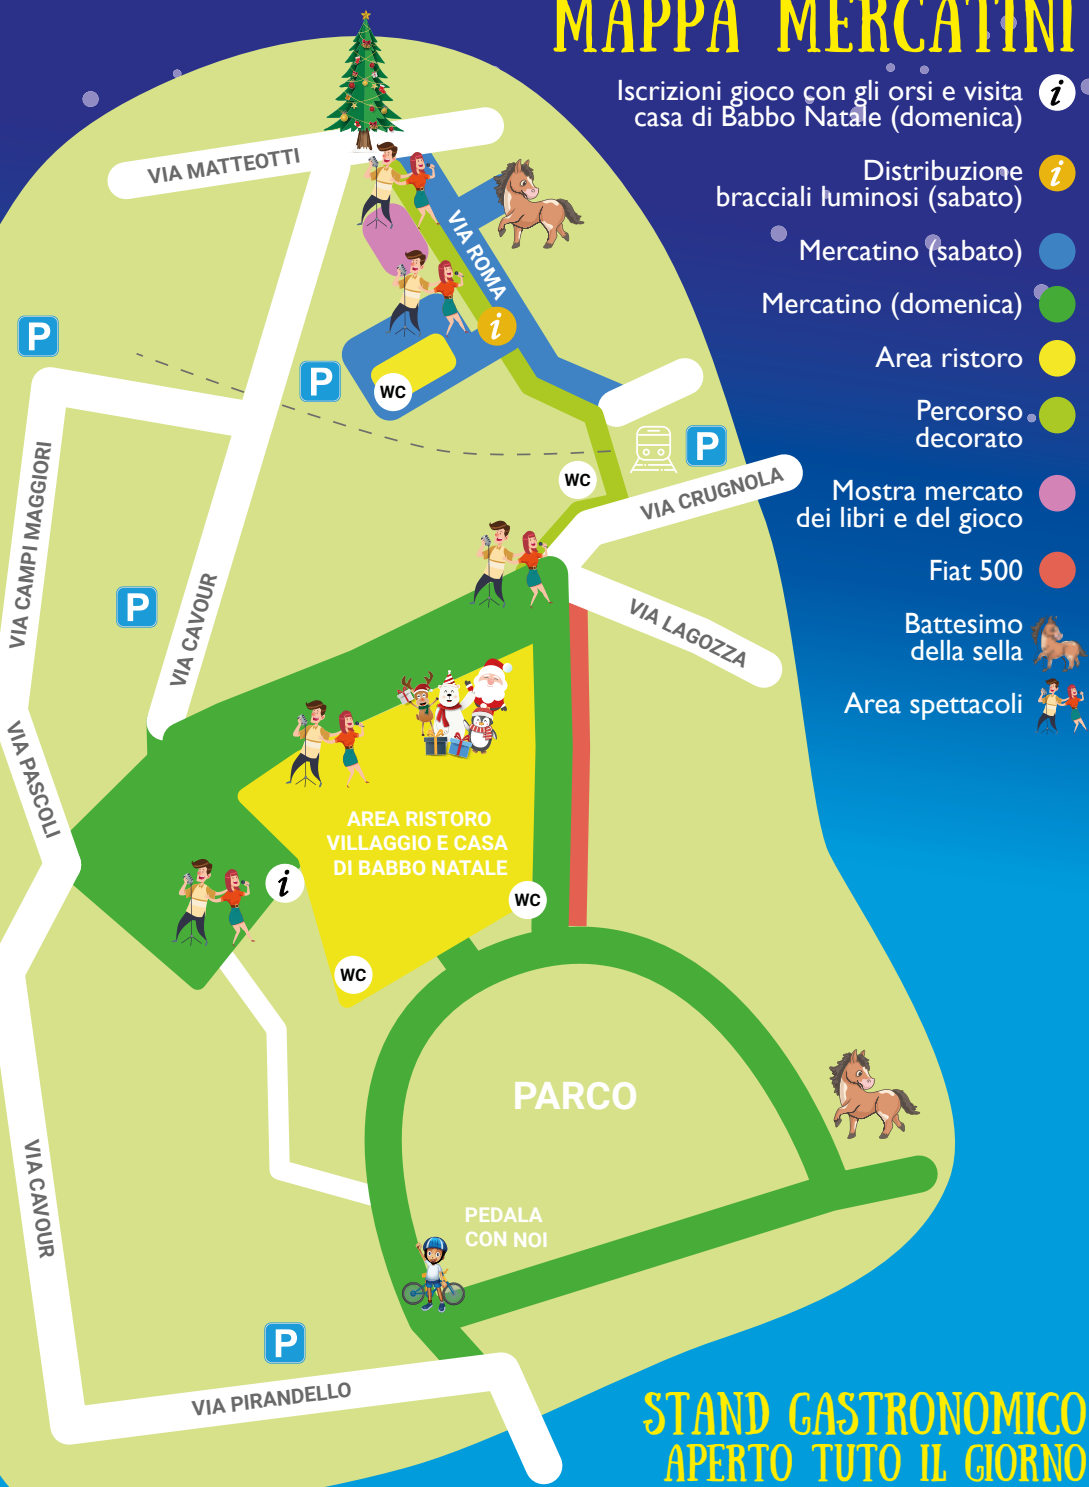 MAPPA MERCATINI
Iscrizioni gioco con gli orsi e visita
casa di Babbo Natale (domenica)
i
Distribuzione
bracciali luminosi (sabato)
i
Mercatino (sabato)
Mercatino (domenica)
Area ristoro
Percorso
decorato
Mostra mercato
dei libri e del gioco
Fiat 500
Battesimo
della sella
Area spettacoli
VIA MATTEOTTI
VIA ROMA
i
P
P
WC
P
WC
VIA CRUGNOLA
VIA CAMPI MAGGIORI
P
VIA CAVOUR
VIA LAGOZZA
VIA PASCOLI
AREA RISTORO
VILLAGGIO E CASA
DI BABBO NATALE
i
WC
WC
PARCO
VIA CAVOUR
PEDALA
CON NOI
P
VIA PIRANDELLO
STAND GASTRONOMICO
APERTO TUTO IL GIORNO